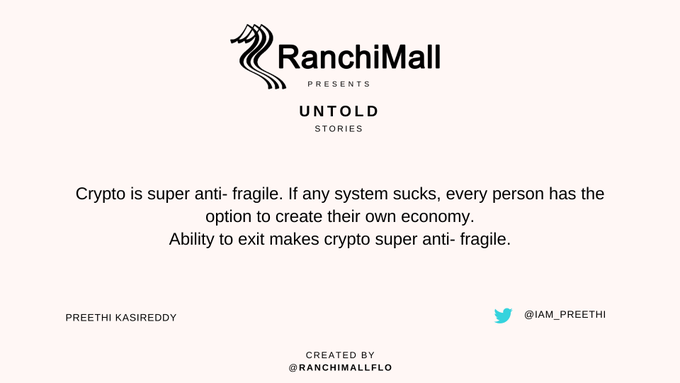 RanchiMall
PRESENTS
UNTOLD
STORIES
Crypto is super anti- fragile. If any system sucks, every person has the
option to create their own economy.
Ability to exit makes crypto super anti- fragile.
PREETHI KASIREDDY
@IAM_PREETHI
CREATED BY
@RANCHIMALLFLO